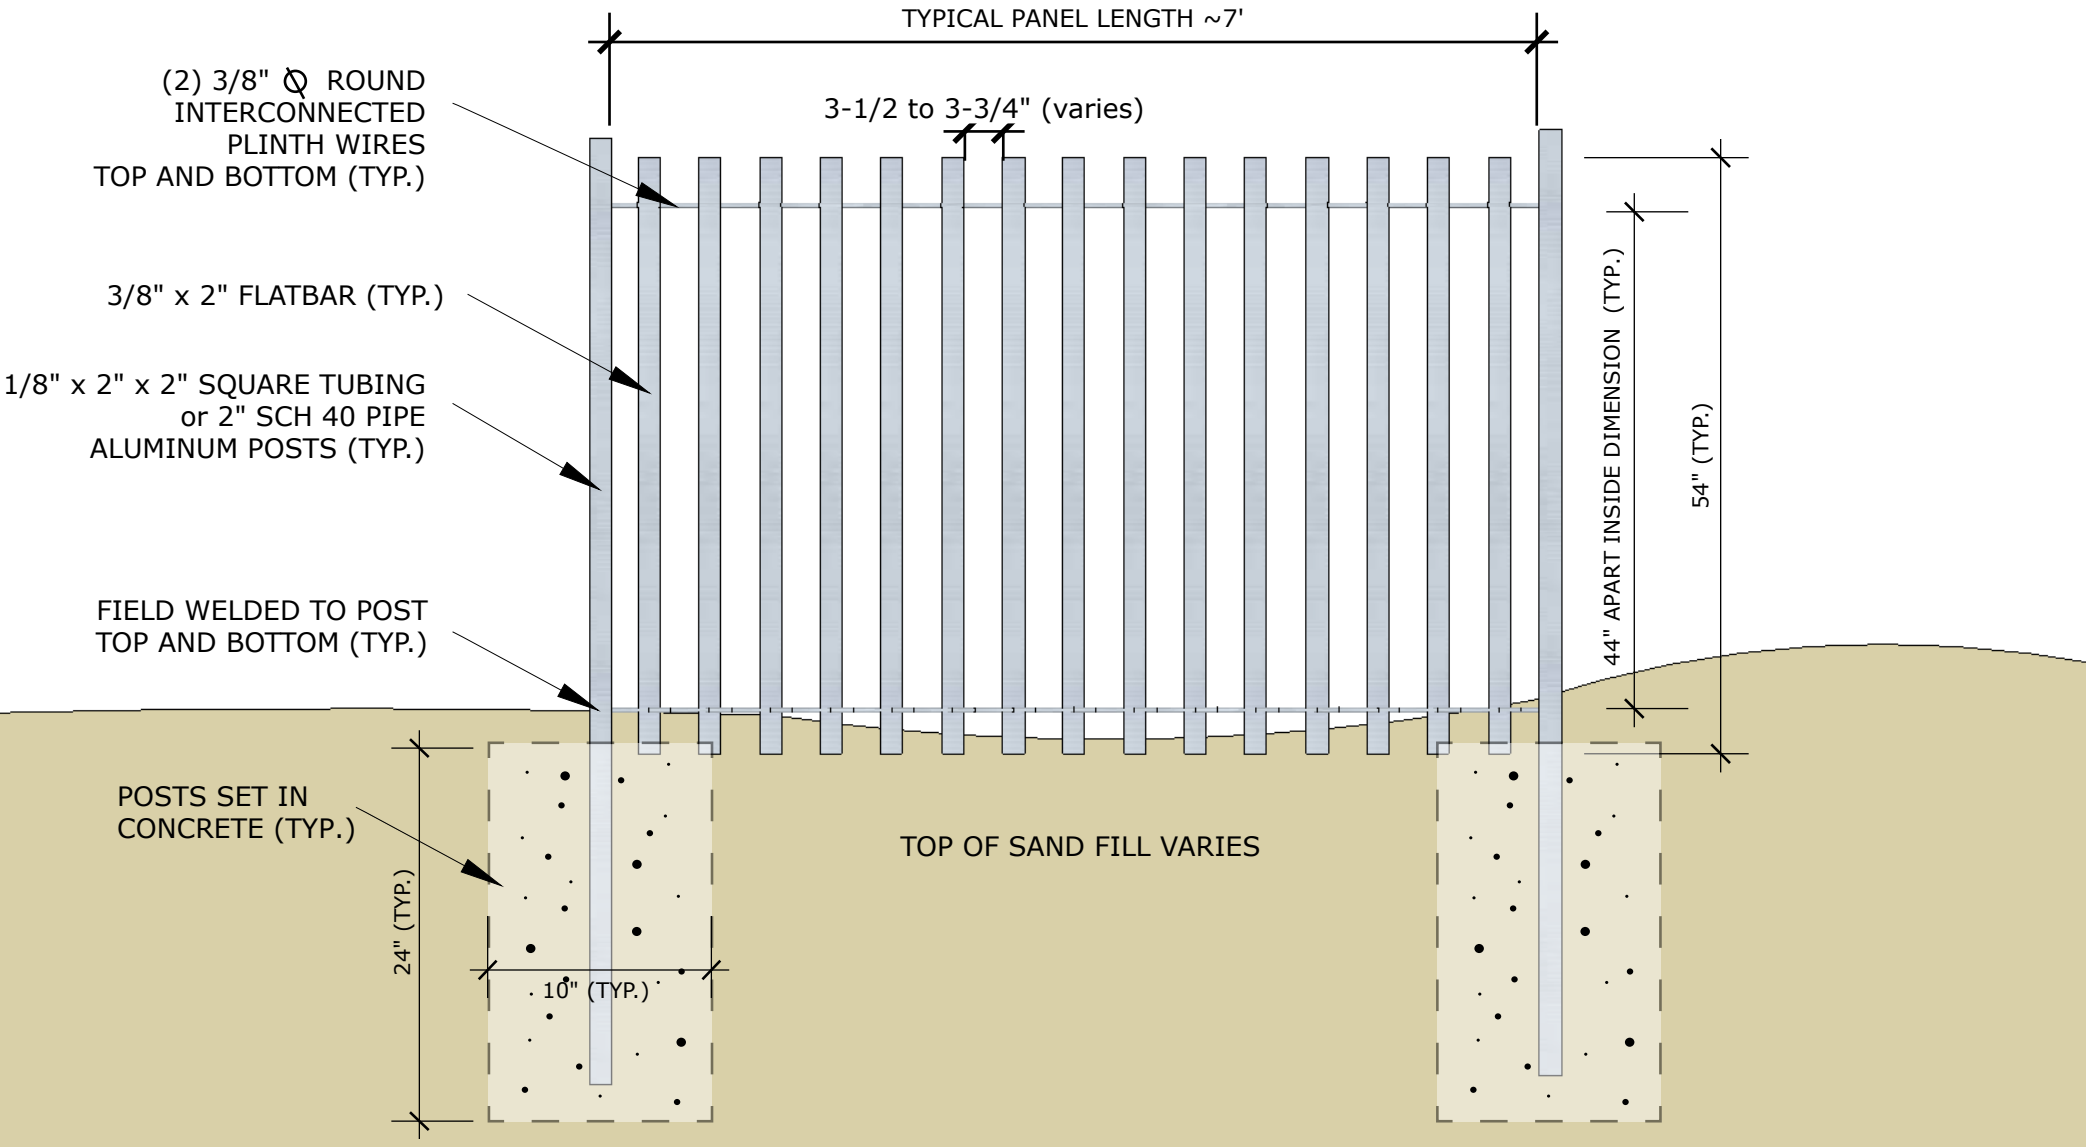 TYPICAL PANEL LENGTH ~7'
(2) 3/8" Ø ROUND
INTERCONNECTED
PLINTH WIRES
TOP AND BOTTOM (TYP.)
3-1/2 to 3-3/4" (varies)
3/8" x 2" FLATBAR (TYP.)
1/8" x 2" x 2" SQUARE TUBING
or 2" SCH 40 PIPE
ALUMINUM POSTS (TYP.)
44" APART INSIDE DIMENSION (TYP.)
54" (TYP.)
FIELD WELDED TO POST
TOP AND BOTTOM (TYP.)
POSTS SET IN
CONCRETE (TYP.)
TOP OF SAND FILL VARIES
24" (TYP.)
10" (TYP.)